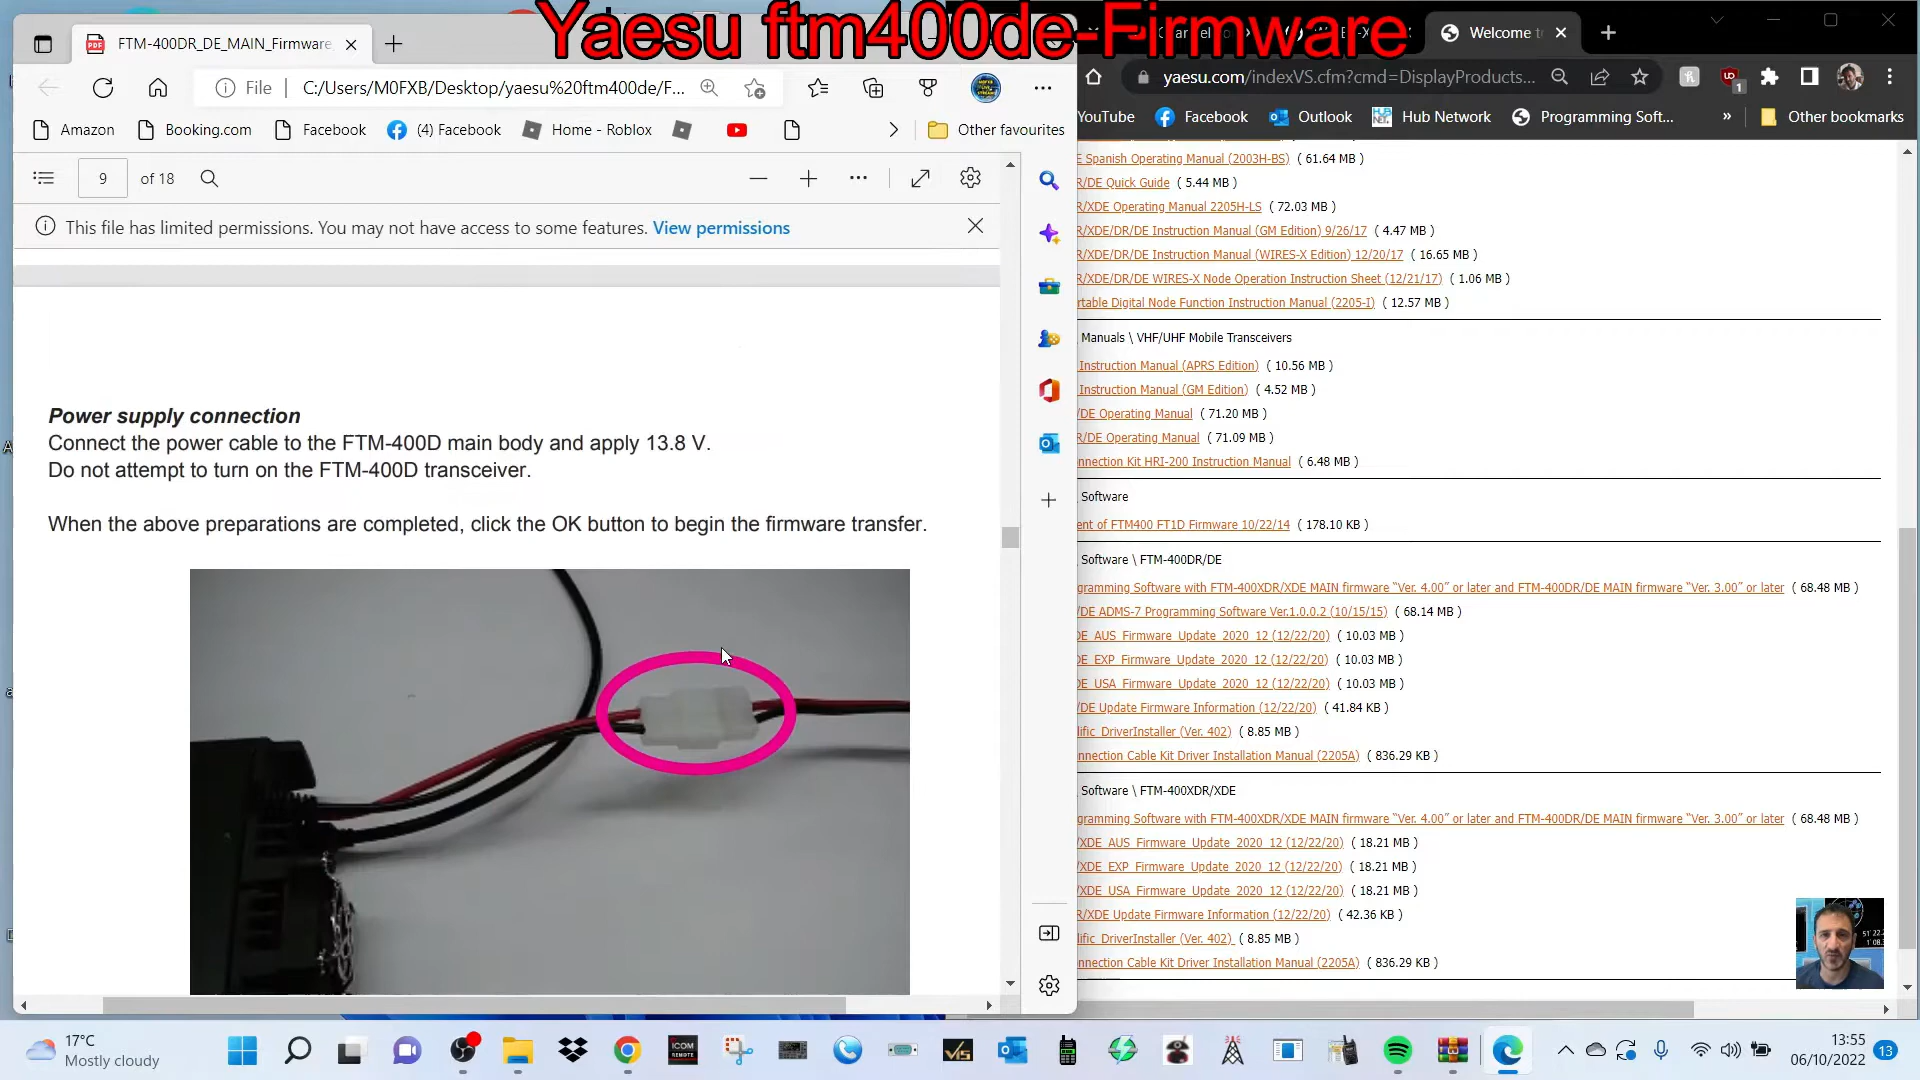 Yaesu ftm400de-Firmware
FTM-400DR_DE_MAIN_Firmware
Welcome t
File
C:/Users/M0FXB/Desktop/yaesu%20ftm400de/F...
yaesu.com/indexVS.cfm?cmd=DisplayProducts...
Amazon
Booking.com
Facebook
(4) Facebook
Home - Roblox
Other favourites
YouTube
Facebook
Outlook
Hub Network
Programming Soft...
Other bookmarks
9 of 18
This file has limited permissions. You may not have access to some features. View permissions
Power supply connection
Connect the power cable to the FTM-400D main body and apply 13.8 V.
Do not attempt to turn on the FTM-400D transceiver.
When the above preparations are completed, click the OK button to begin the firmware transfer.
E Spanish Operating Manual (2003H-BS) ( 61.64 MB )
R/DE Quick Guide ( 5.44 MB )
R/XDE Operating Manual 2205H-LS ( 72.03 MB )
R/XDE/DR/DE Instruction Manual (GM Edition) 9/26/17 ( 4.47 MB )
R/XDE/DR/DE Instruction Manual (WIRES-X Edition) 12/20/17 ( 16.65 MB )
R/XDE/DR/DE WIRES-X Node Operation Instruction Sheet (12/21/17) ( 1.06 MB )
rtable Digital Node Function Instruction Manual (2205-I) ( 12.57 MB )
Manuals \ VHF/UHF Mobile Transceivers
Instruction Manual (APRS Edition) ( 10.56 MB )
Instruction Manual (GM Edition) ( 4.52 MB )
/DE Operating Manual ( 71.20 MB )
R/DE Operating Manual ( 71.09 MB )
nnection Kit HRI-200 Instruction Manual ( 6.48 MB )
Software
ent of FTM400 FT1D Firmware 10/22/14 ( 178.10 KB )
Software \ FTM-400DR/DE
gramming Software with FTM-400XDR/XDE MAIN firmware “Ver. 4.00” or later and FTM-400DR/DE MAIN firmware “Ver. 3.00” or later ( 68.48 MB )
/DE ADMS-7 Programming Software Ver.1.0.0.2 (10/15/15) ( 68.14 MB )
DE_AUS_Firmware_Update_2020_12 (12/22/20) ( 10.03 MB )
DE_EXP_Firmware_Update_2020_12 (12/22/20) ( 10.03 MB )
DE_USA_Firmware_Update_2020_12 (12/22/20) ( 10.03 MB )
/DE Update Firmware Information (12/22/20) ( 41.84 KB )
lific_DriverInstaller (Ver. 402) ( 8.85 MB )
nnection Cable Kit Driver Installation Manual (2205A) ( 836.29 KB )
Software \ FTM-400XDR/XDE
gramming Software with FTM-400XDR/XDE MAIN firmware “Ver. 4.00” or later and FTM-400DR/DE MAIN firmware “Ver. 3.00” or later ( 68.48 MB )
/XDE_AUS_Firmware_Update_2020_12 (12/22/20) ( 18.21 MB )
/XDE_EXP_Firmware_Update_2020_12 (12/22/20) ( 18.21 MB )
/XDE_USA_Firmware_Update_2020_12 (12/22/20) ( 18.21 MB )
R/XDE Update Firmware Information (12/22/20) ( 42.36 KB )
lific_DriverInstaller (Ver. 402) ( 8.85 MB )
nnection Cable Kit Driver Installation Manual (2205A) ( 836.29 KB )
17°C
Mostly cloudy
ICOM
REMOTE
13:55
06/10/2022
13